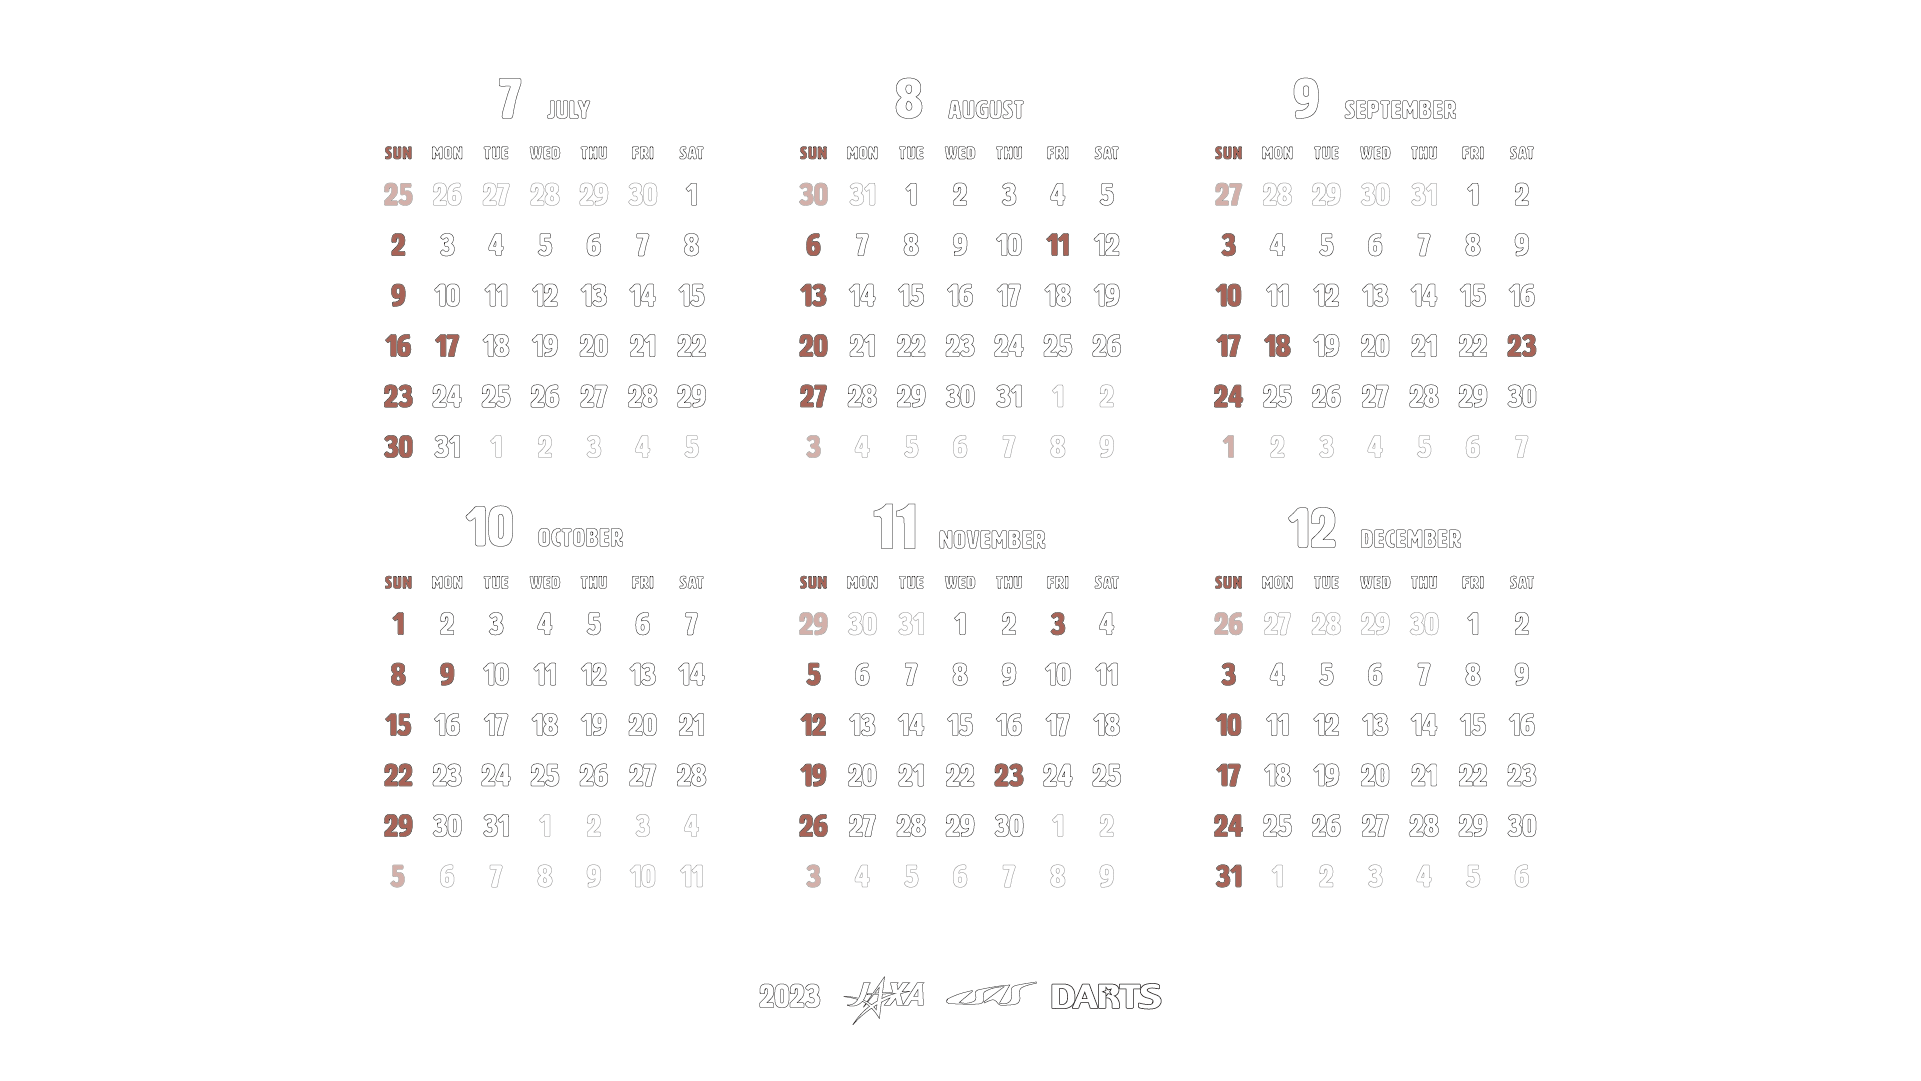 7 JULY
SUN MON TUE WED THU FRI SAT
25 26 27 28 29 30 1
2 3 4 5 6 7 8
9 10 11 12 13 14 15
16 17 18 19 20 21 22
23 24 25 26 27 28 29
30 31 1 2 3 4 5
8 AUGUST
SUN MON TUE WED THU FRI SAT
30 31 1 2 3 4 5
6 7 8 9 10 11 12
13 14 15 16 17 18 19
20 21 22 23 24 25 26
27 28 29 30 31 1 2
3 4 5 6 7 8 9
9 SEPTEMBER
SUN MON TUE WED THU FRI SAT
27 28 29 30 31 1 2
3 4 5 6 7 8 9
10 11 12 13 14 15 16
17 18 19 20 21 22 23
24 25 26 27 28 29 30
1 2 3 4 5 6 7
10 OCTOBER
SUN MON TUE WED THU FRI SAT
1 2 3 4 5 6 7
8 9 10 11 12 13 14
15 16 17 18 19 20 21
22 23 24 25 26 27 28
29 30 31 1 2 3 4
5 6 7 8 9 10 11
11 NOVEMBER
SUN MON TUE WED THU FRI SAT
29 30 31 1 2 3 4
5 6 7 8 9 10 11
12 13 14 15 16 17 18
19 20 21 22 23 24 25
26 27 28 29 30 1 2
3 4 5 6 7 8 9
12 DECEMBER
SUN MON TUE WED THU FRI SAT
26 27 28 29 30 1 2
3 4 5 6 7 8 9
10 11 12 13 14 15 16
17 18 19 20 21 22 23
24 25 26 27 28 29 30
31 1 2 3 4 5 6
2023 JAXA ISAS DARTS